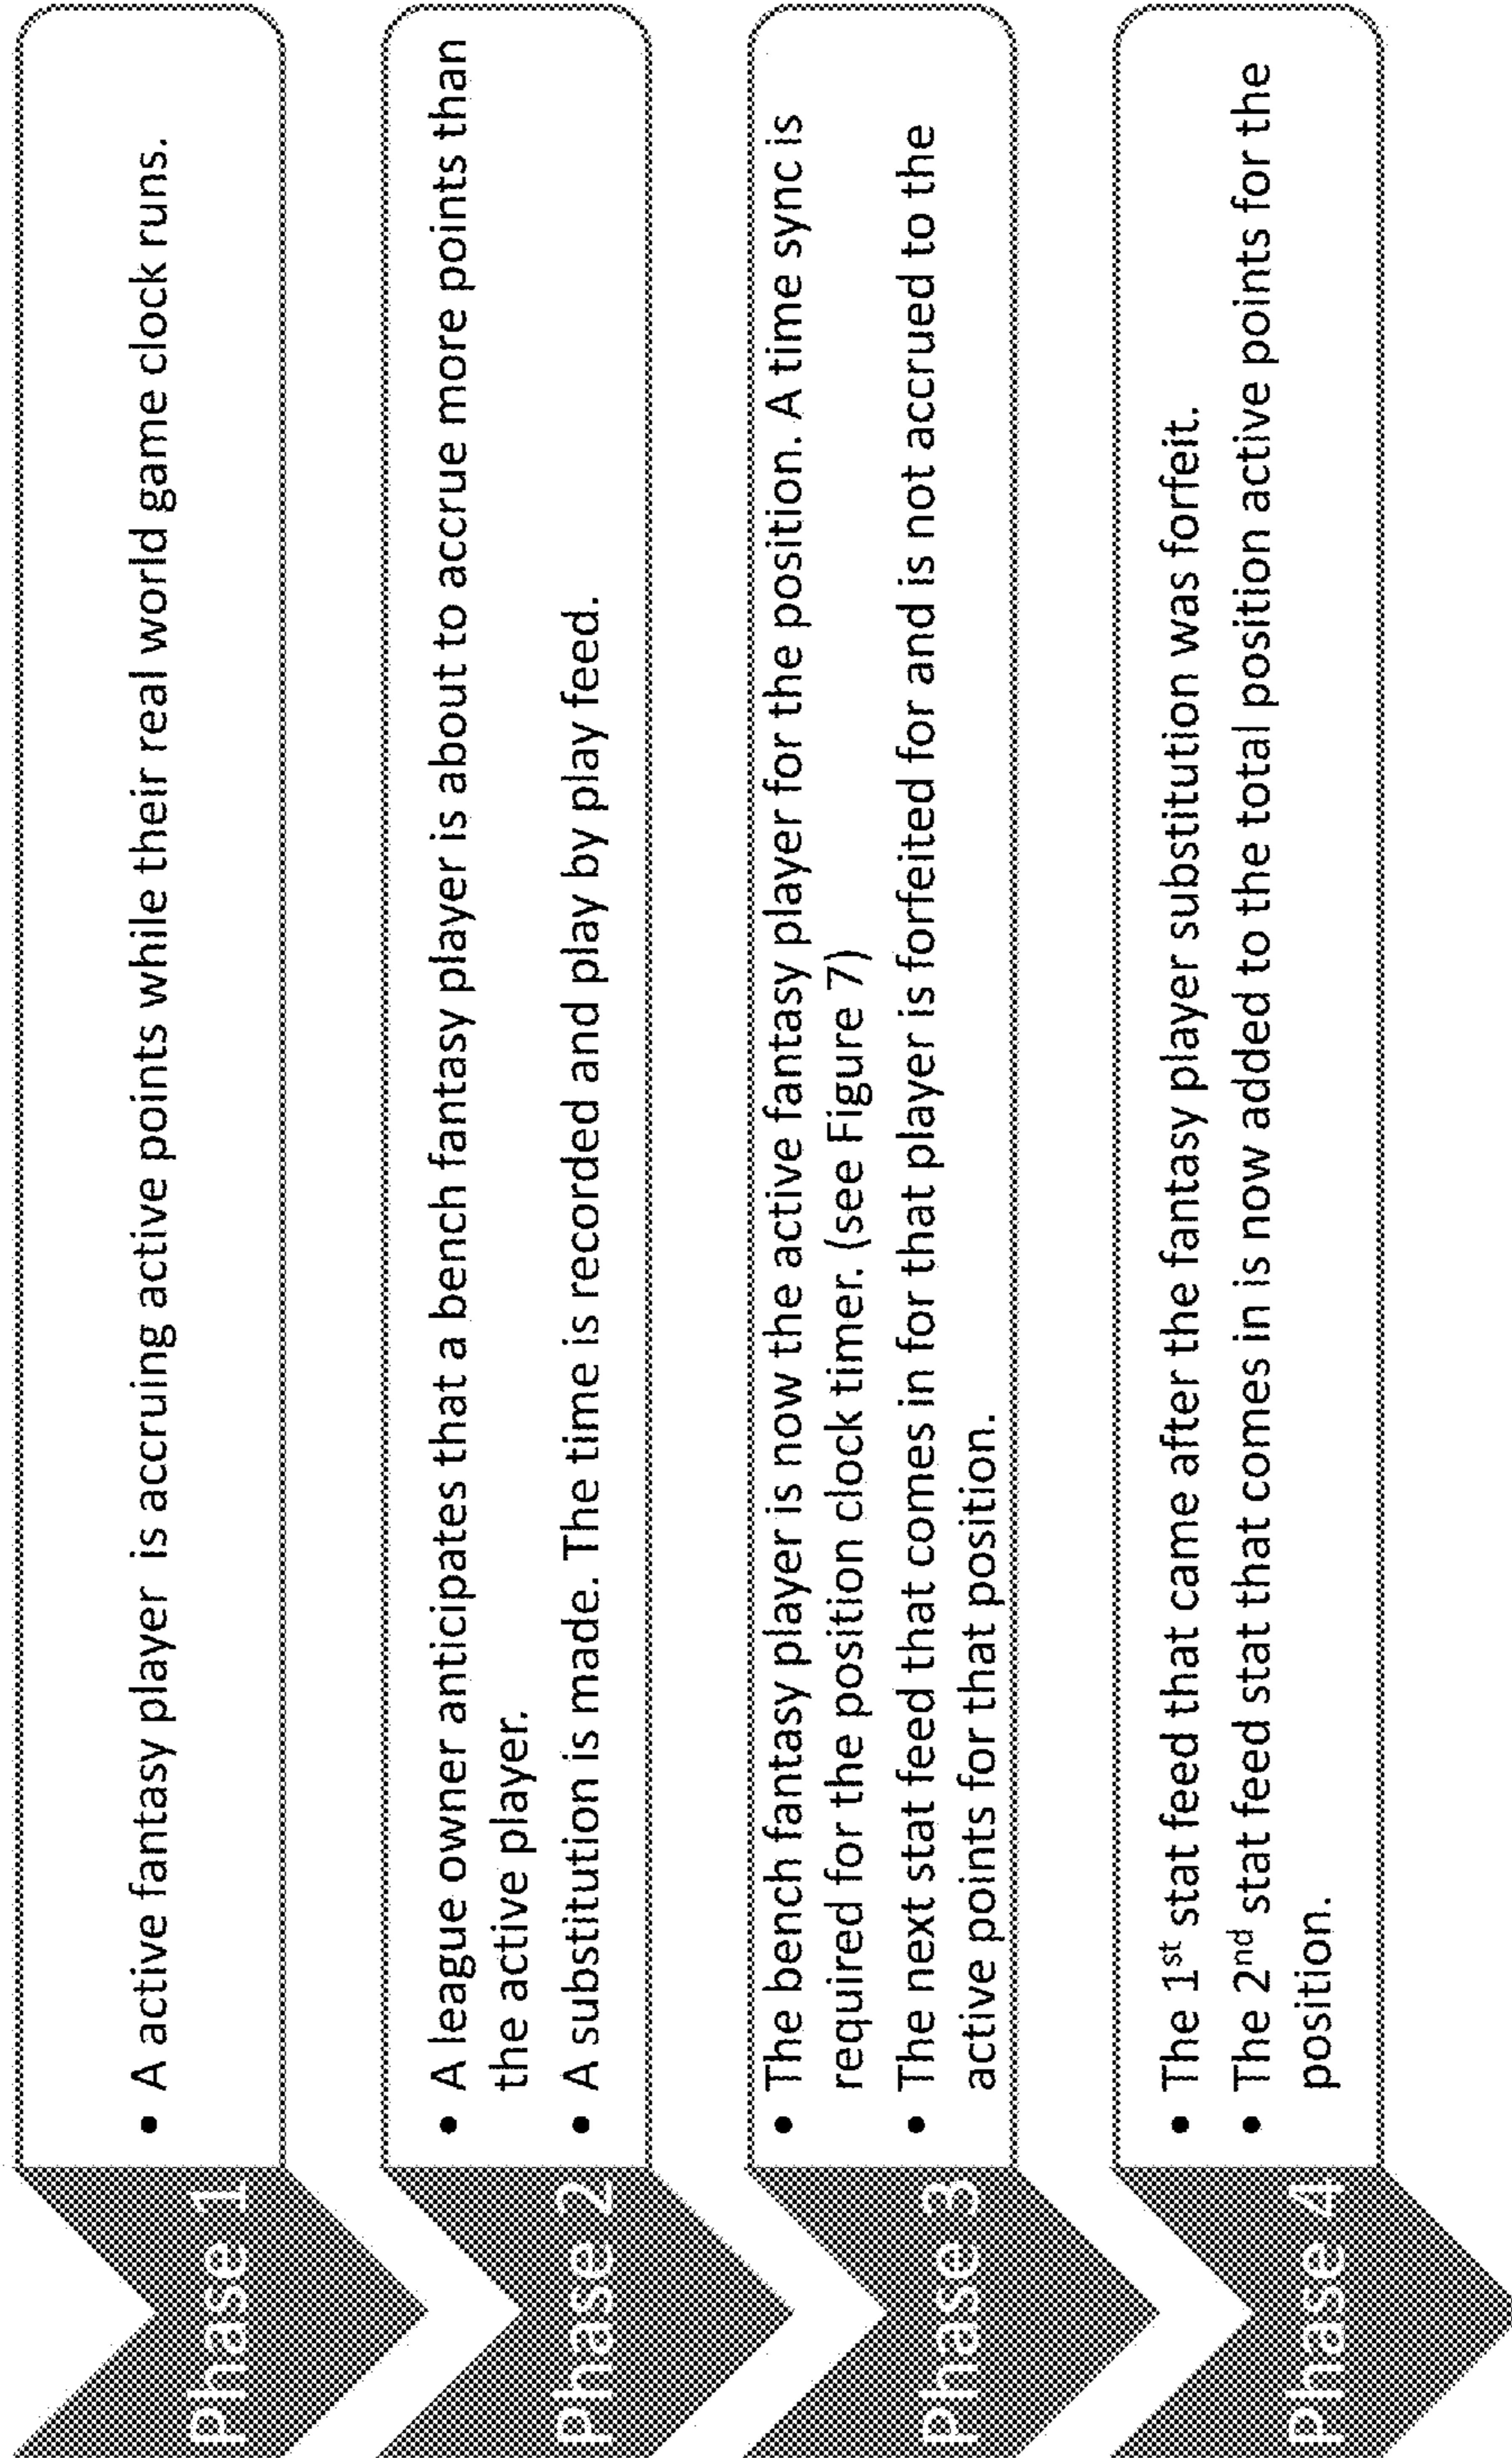 Phase 1
• A active fantasy player is accruing active points while their real world game clock runs.
Phase 2
• A league owner anticipates that a bench fantasy player is about to accrue more points than
the active player.
• A substitution is made. The time is recorded and play by play feed.
Phase 3
• The bench fantasy player is now the active fantasy player for the position. A time sync is
required for the position clock timer. (see Figure 7)
• The next stat feed that comes in for that player is forfeited for and is not accrued to the
active points for that position.
Phase 4
• The 1st stat feed that came after the fantasy player substitution was forfeit.
• The 2nd stat feed stat that comes in is now added to the total position active points for the
position.